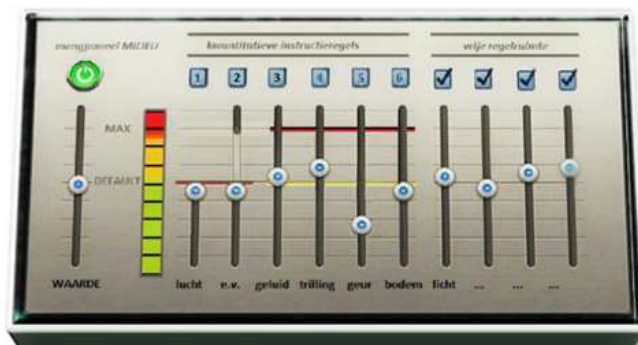 mengpaneel MILIEU
kwantitatieve instructieregels
vrije regelruimte
1 2 3 4 5 6
MAX
DEFAULT
WAARDE lucht e.v. geluid trilling geur bodem licht ... ... ...